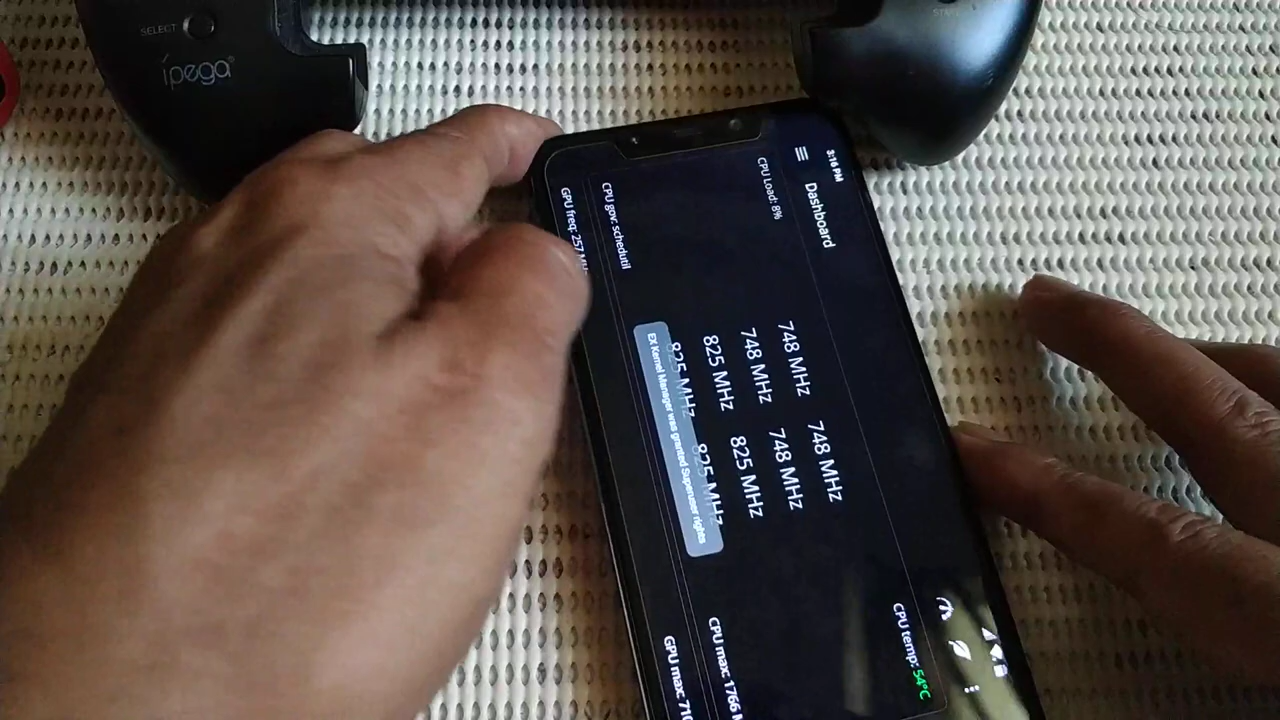 SELECT
ípega
3:16 PM
Dashboard
CPU Load: 8%
CPU temp: 54°C
748 MHz
748 MHz
748 MHz
748 MHz
825 MHz
825 MHz
825 MHz
825 MHz
EX Kernel Manager was granted Superuser rights
CPU gov: schedutil
CPU max: 1766 M
GPU freq: 257 MH
GPU max: 710